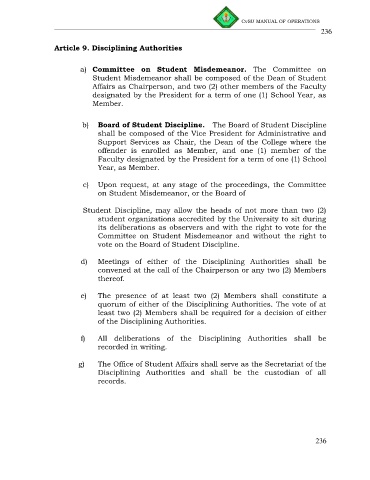 CvSU MANUAL OF OPERATIONS
236
Article 9. Disciplining Authorities
a) Committee on Student Misdemeanor. The Committee on
Student Misdemeanor shall be composed of the Dean of Student
Affairs as Chairperson, and two (2) other members of the Faculty
designated by the President for a term of one (1) School Year, as
Member.
b) Board of Student Discipline. The Board of Student Discipline
shall be composed of the Vice President for Administrative and
Support Services as Chair, the Dean of the College where the
offender is enrolled as Member, and one (1) member of the
Faculty designated by the President for a term of one (1) School
Year, as Member.
c) Upon request, at any stage of the proceedings, the Committee
on Student Misdemeanor, or the Board of
Student Discipline, may allow the heads of not more than two (2)
student organizations accredited by the University to sit during
its deliberations as observers and with the right to vote for the
Committee on Student Misdemeanor and without the right to
vote on the Board of Student Discipline.
d) Meetings of either of the Disciplining Authorities shall be
convened at the call of the Chairperson or any two (2) Members
thereof.
e) The presence of at least two (2) Members shall constitute a
quorum of either of the Disciplining Authorities. The vote of at
least two (2) Members shall be required for a decision of either
of the Disciplining Authorities.
f) All deliberations of the Disciplining Authorities shall be
recorded in writing.
g) The Office of Student Affairs shall serve as the Secretariat of the
Disciplining Authorities and shall be the custodian of all
records.
236